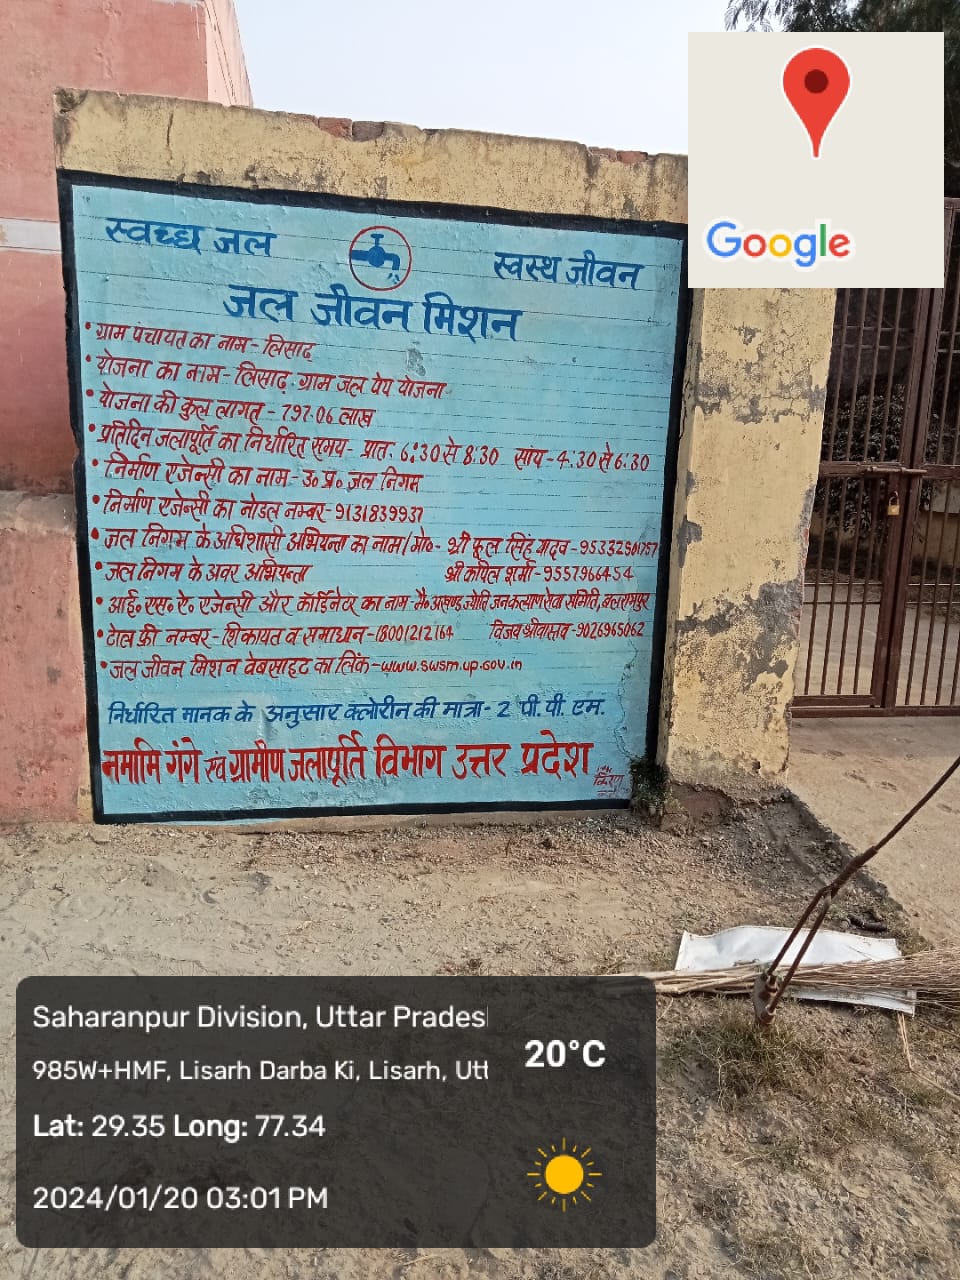 स्वच्छ जल
स्वस्थ जीवन
जल जीवन मिशन
• ग्राम पंचायत का नाम - लिसाढ़
• योजना का नाम - लिसाढ़ ग्राम जल पेय योजना
• योजना की कुल लागत - 797.06 लाख
• प्रतिदिन जलापूर्ति का निर्धारित समय - प्रात. 6:30 से 8.30 सांय - 4.30 से 6:30
• निर्माण एजेन्सी का नाम - उ० प्र० जल निगम
• निर्माण एजेन्सी का नोडल नम्बर - 9131839937
• जल निगम के अधिशासी अभियन्ता का नाम/मो० - श्री फूल सिंह यादव -
• जल निगम के अवर अभियन्ता श्री कपिल शर्मा - 9557966454
• आई. एस. ऐ. एजेन्सी और कॉर्डिनेटर का नाम मै० अखण्ड ज्योति जनकल्याण सेवा समिति, बलरामपुर
• टोल फ्री नम्बर - शिकायत व समाधान - 18001212164 विजय श्रीवास्तव - 9026965062
• जल जीवन मिशन वेबसाइट का लिंक - www.swsm.up.gov.in
निर्धारित मानक के अनुसार क्लोरीन की मात्रा - 2 पी. पी. एम.
नमामि गंगे एवं ग्रामीण जलापूर्ति विभाग उत्तर प्रदेश
Google
Saharanpur Division, Uttar Prades
985W+HMF, Lisarh Darba Ki, Lisarh, Utt
Lat: 29.35 Long: 77.34
2024/01/20 03:01 PM
20°C